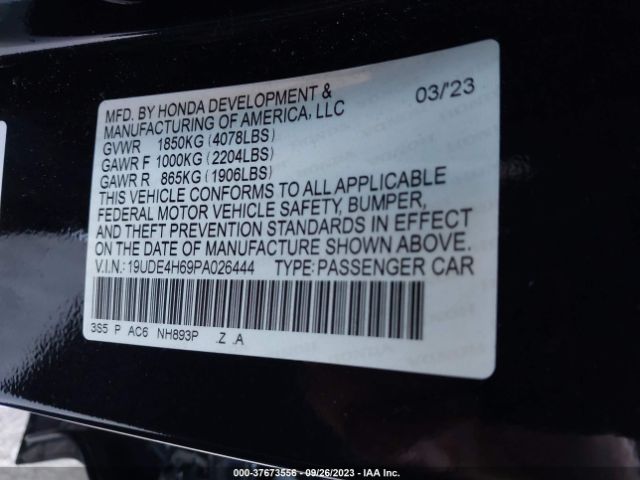 MFD. BY HONDA DEVELOPMENT & 03/'23
MANUFACTURING OF AMERICA, LLC
GVWR 1850KG (4078LBS)
GAWR F 1000KG (2204LBS)
GAWR R 865KG (1906LBS)
THIS VEHICLE CONFORMS TO ALL APPLICABLE
FEDERAL MOTOR VEHICLE SAFETY, BUMPER,
AND THEFT PREVENTION STANDARDS IN EFFECT
ON THE DATE OF MANUFACTURE SHOWN ABOVE.
V.I.N.: 19UDE4H69PA026444 TYPE: PASSENGER CAR
3S5 P AC6 NH893P .Z .A
000-37673556 - 09/26/2023 - IAA Inc.